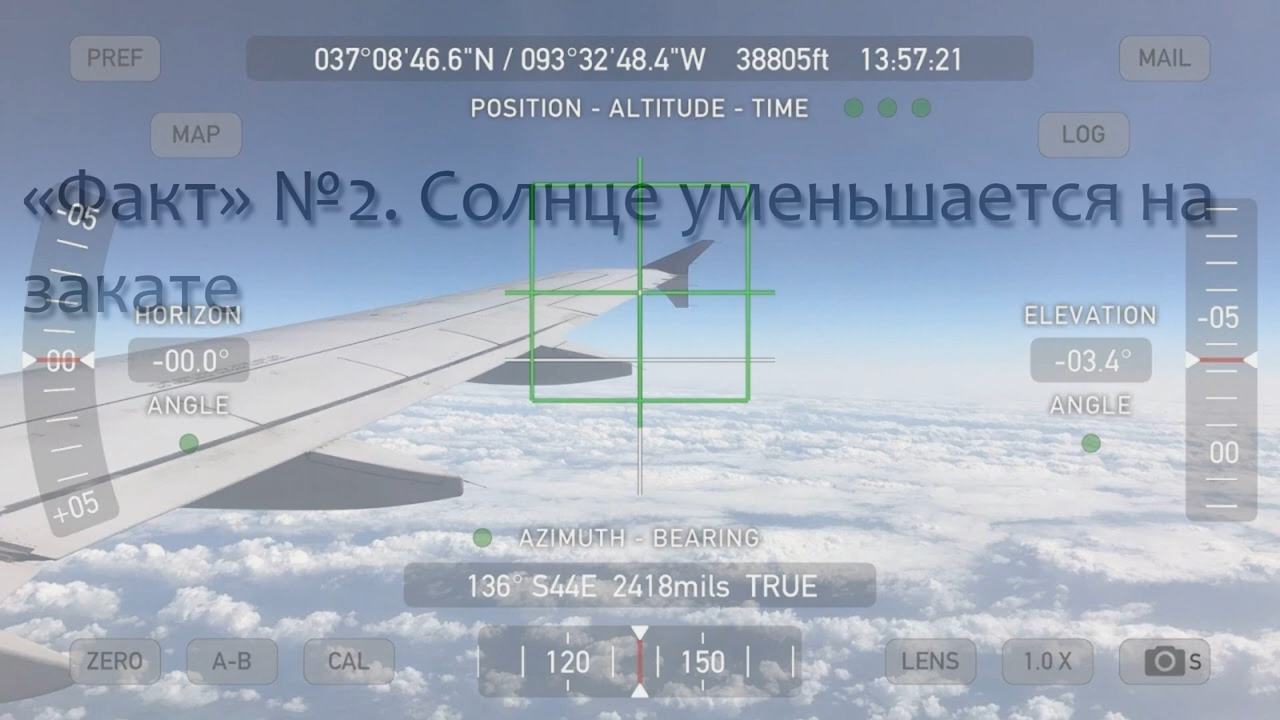 PREF
037°08'46.6"N / 093°32'48.4"W 38805ft 13:57:21
MAIL
POSITION - ALTITUDE - TIME
MAP
LOG
«Факт» №2. Солнце уменьшается на
закате
-05
HORIZON
ELEVATION
-05
00
-00.0°
-03.4°
ANGLE
ANGLE
00
+05
AZIMUTH - BEARING
136° S44E 2418mils TRUE
ZERO
A-B
CAL
120
150
LENS
1.0 X
S